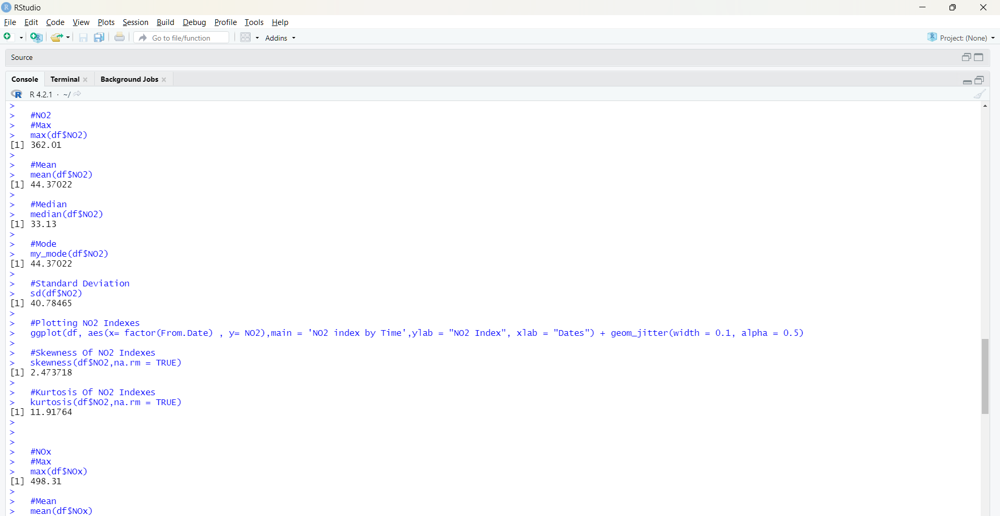 RStudio
File Edit Code View Plots Session Build Debug Profile Tools Help
Go to file/function Addins Project: (None)
Source
Console Terminal Background Jobs
R 4.2.1 · ~/
>
> #NO2
> #Max
> max(df$NO2)
[1] 362.01
>
> #Mean
> mean(df$NO2)
[1] 44.37022
>
> #Median
> median(df$NO2)
[1] 33.13
>
> #Mode
> my_mode(df$NO2)
[1] 44.37022
>
> #Standard Deviation
> sd(df$NO2)
[1] 40.78465
>
> #Plotting NO2 Indexes
> ggplot(df, aes(x= factor(From.Date) , y= NO2),main = 'NO2 index by Time',ylab = "NO2 Index", xlab = "Dates") + geom_jitter(width = 0.1, alpha = 0.5)
>
> #Skewness Of NO2 Indexes
> skewness(df$NO2,na.rm = TRUE)
[1] 2.473718
>
> #Kurtosis Of NO2 Indexes
> kurtosis(df$NO2,na.rm = TRUE)
[1] 11.91764
>
>
>
> #NOx
> #Max
> max(df$NOx)
[1] 498.31
>
> #Mean
> mean(df$NOx)